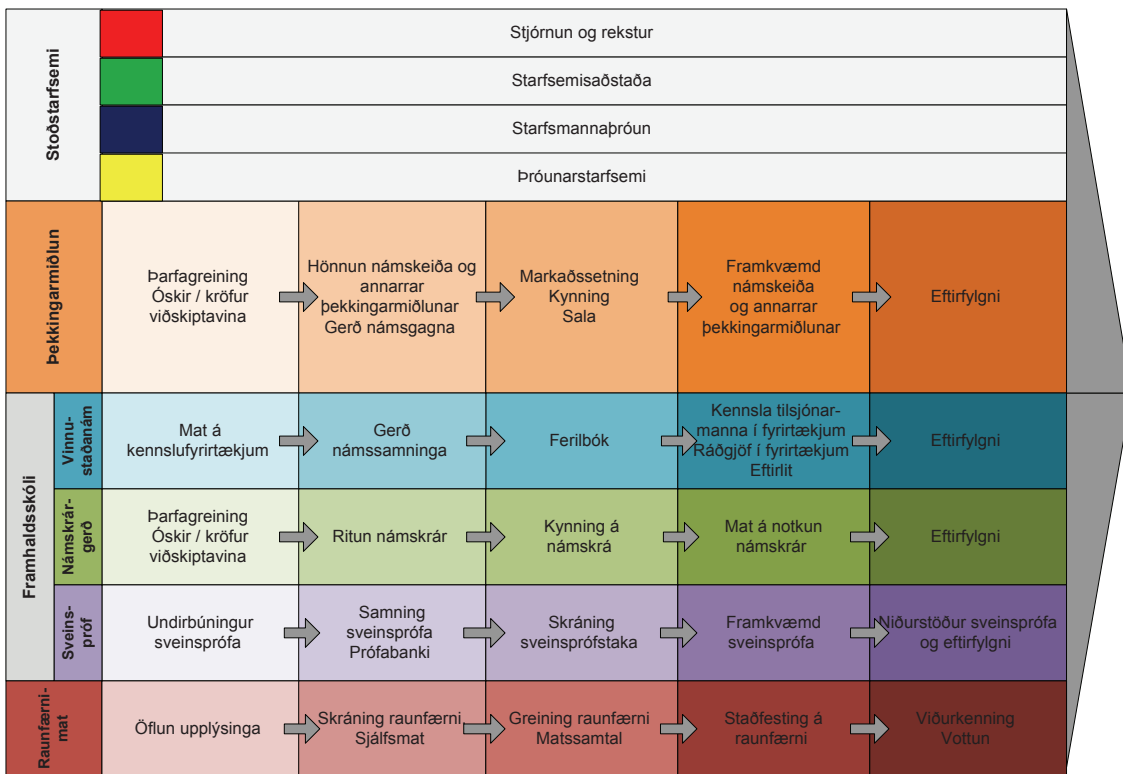 Stoðstarfsemi
Stjórnun og rekstur
Starfsemisaðstaða
Starfsmannaþróun
Þróunarstarfsemi
Þekkingarmiðlun
Þarfagreining
Óskir / kröfur
viðskiptavina
Hönnun námskeiða og
annarrar
þekkingarmiðlunar
Gerð námsgagna
Markaðssetning
Kynning
Sala
Framkvæmd
námskeiða
og annarrar
þekkingarmiðlunar
Eftirfylgni
Framhaldsskóli
Vinnu-
staðanám
Mat á
kennslufyrirtækjum
Gerð
námssamninga
Ferilbók
Kennsla tilsjónar-
manna í fyrirtækjum
Ráðgjöf í fyrirtækjum
Eftirlit
Eftirfylgni
Námskrár-
gerð
Þarfagreining
Óskir / kröfur
viðskiptavina
Ritun námskrár
Kynning á
námskrá
Mat á notkun
námskrár
Eftirfylgni
Sveins-
próf
Undirbúningur
sveinsprófa
Samning
sveinsprófa
Prófabanki
Skráning
sveinsprófstaka
Framkvæmd
sveinsprófa
Niðurstöður sveinsprófa
og eftirfylgni
Raunfærni-
mat
Öflun upplýsinga
Skráning raunfærni
Sjálfsmat
Greining raunfærni
Matssamtal
Staðfesting á
raunfærni
Viðurkenning
Vottun